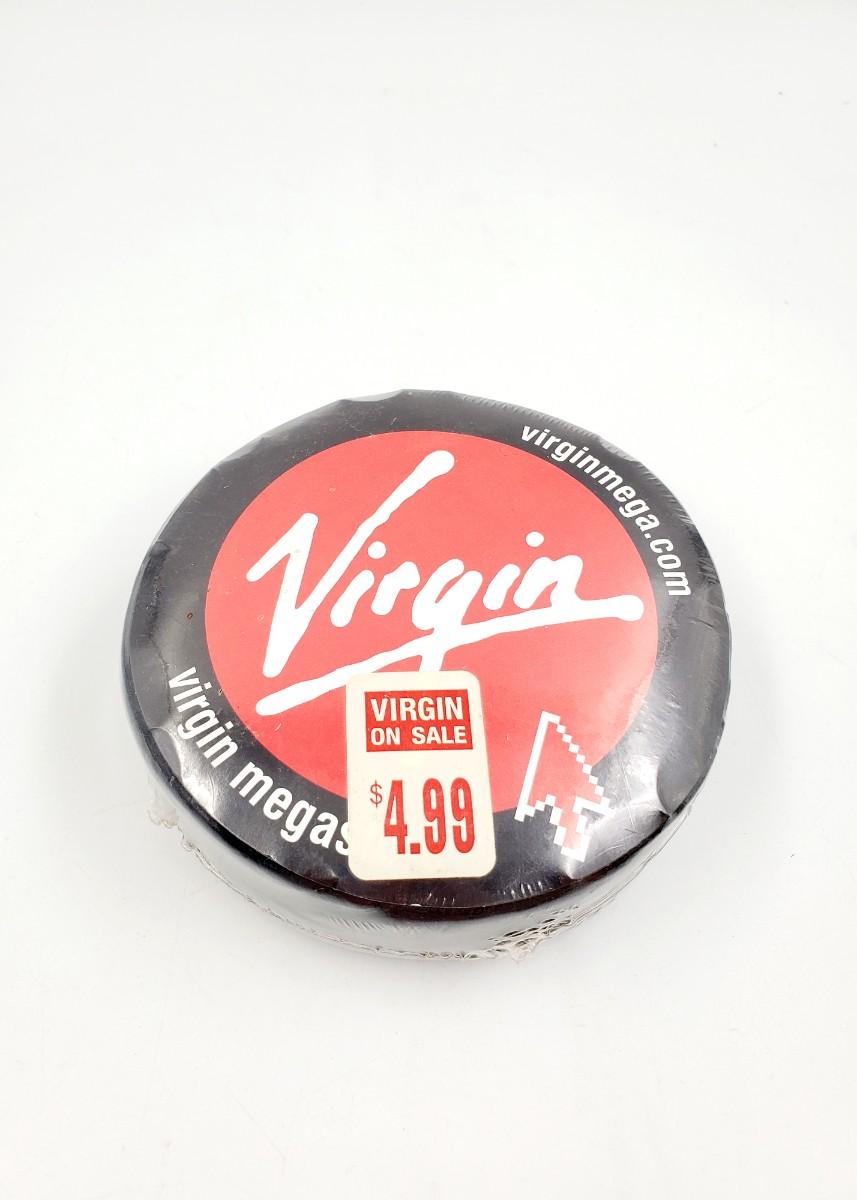 virginmega.com
Virgin
virgin megas
VIRGIN
ON SALE
$4.99